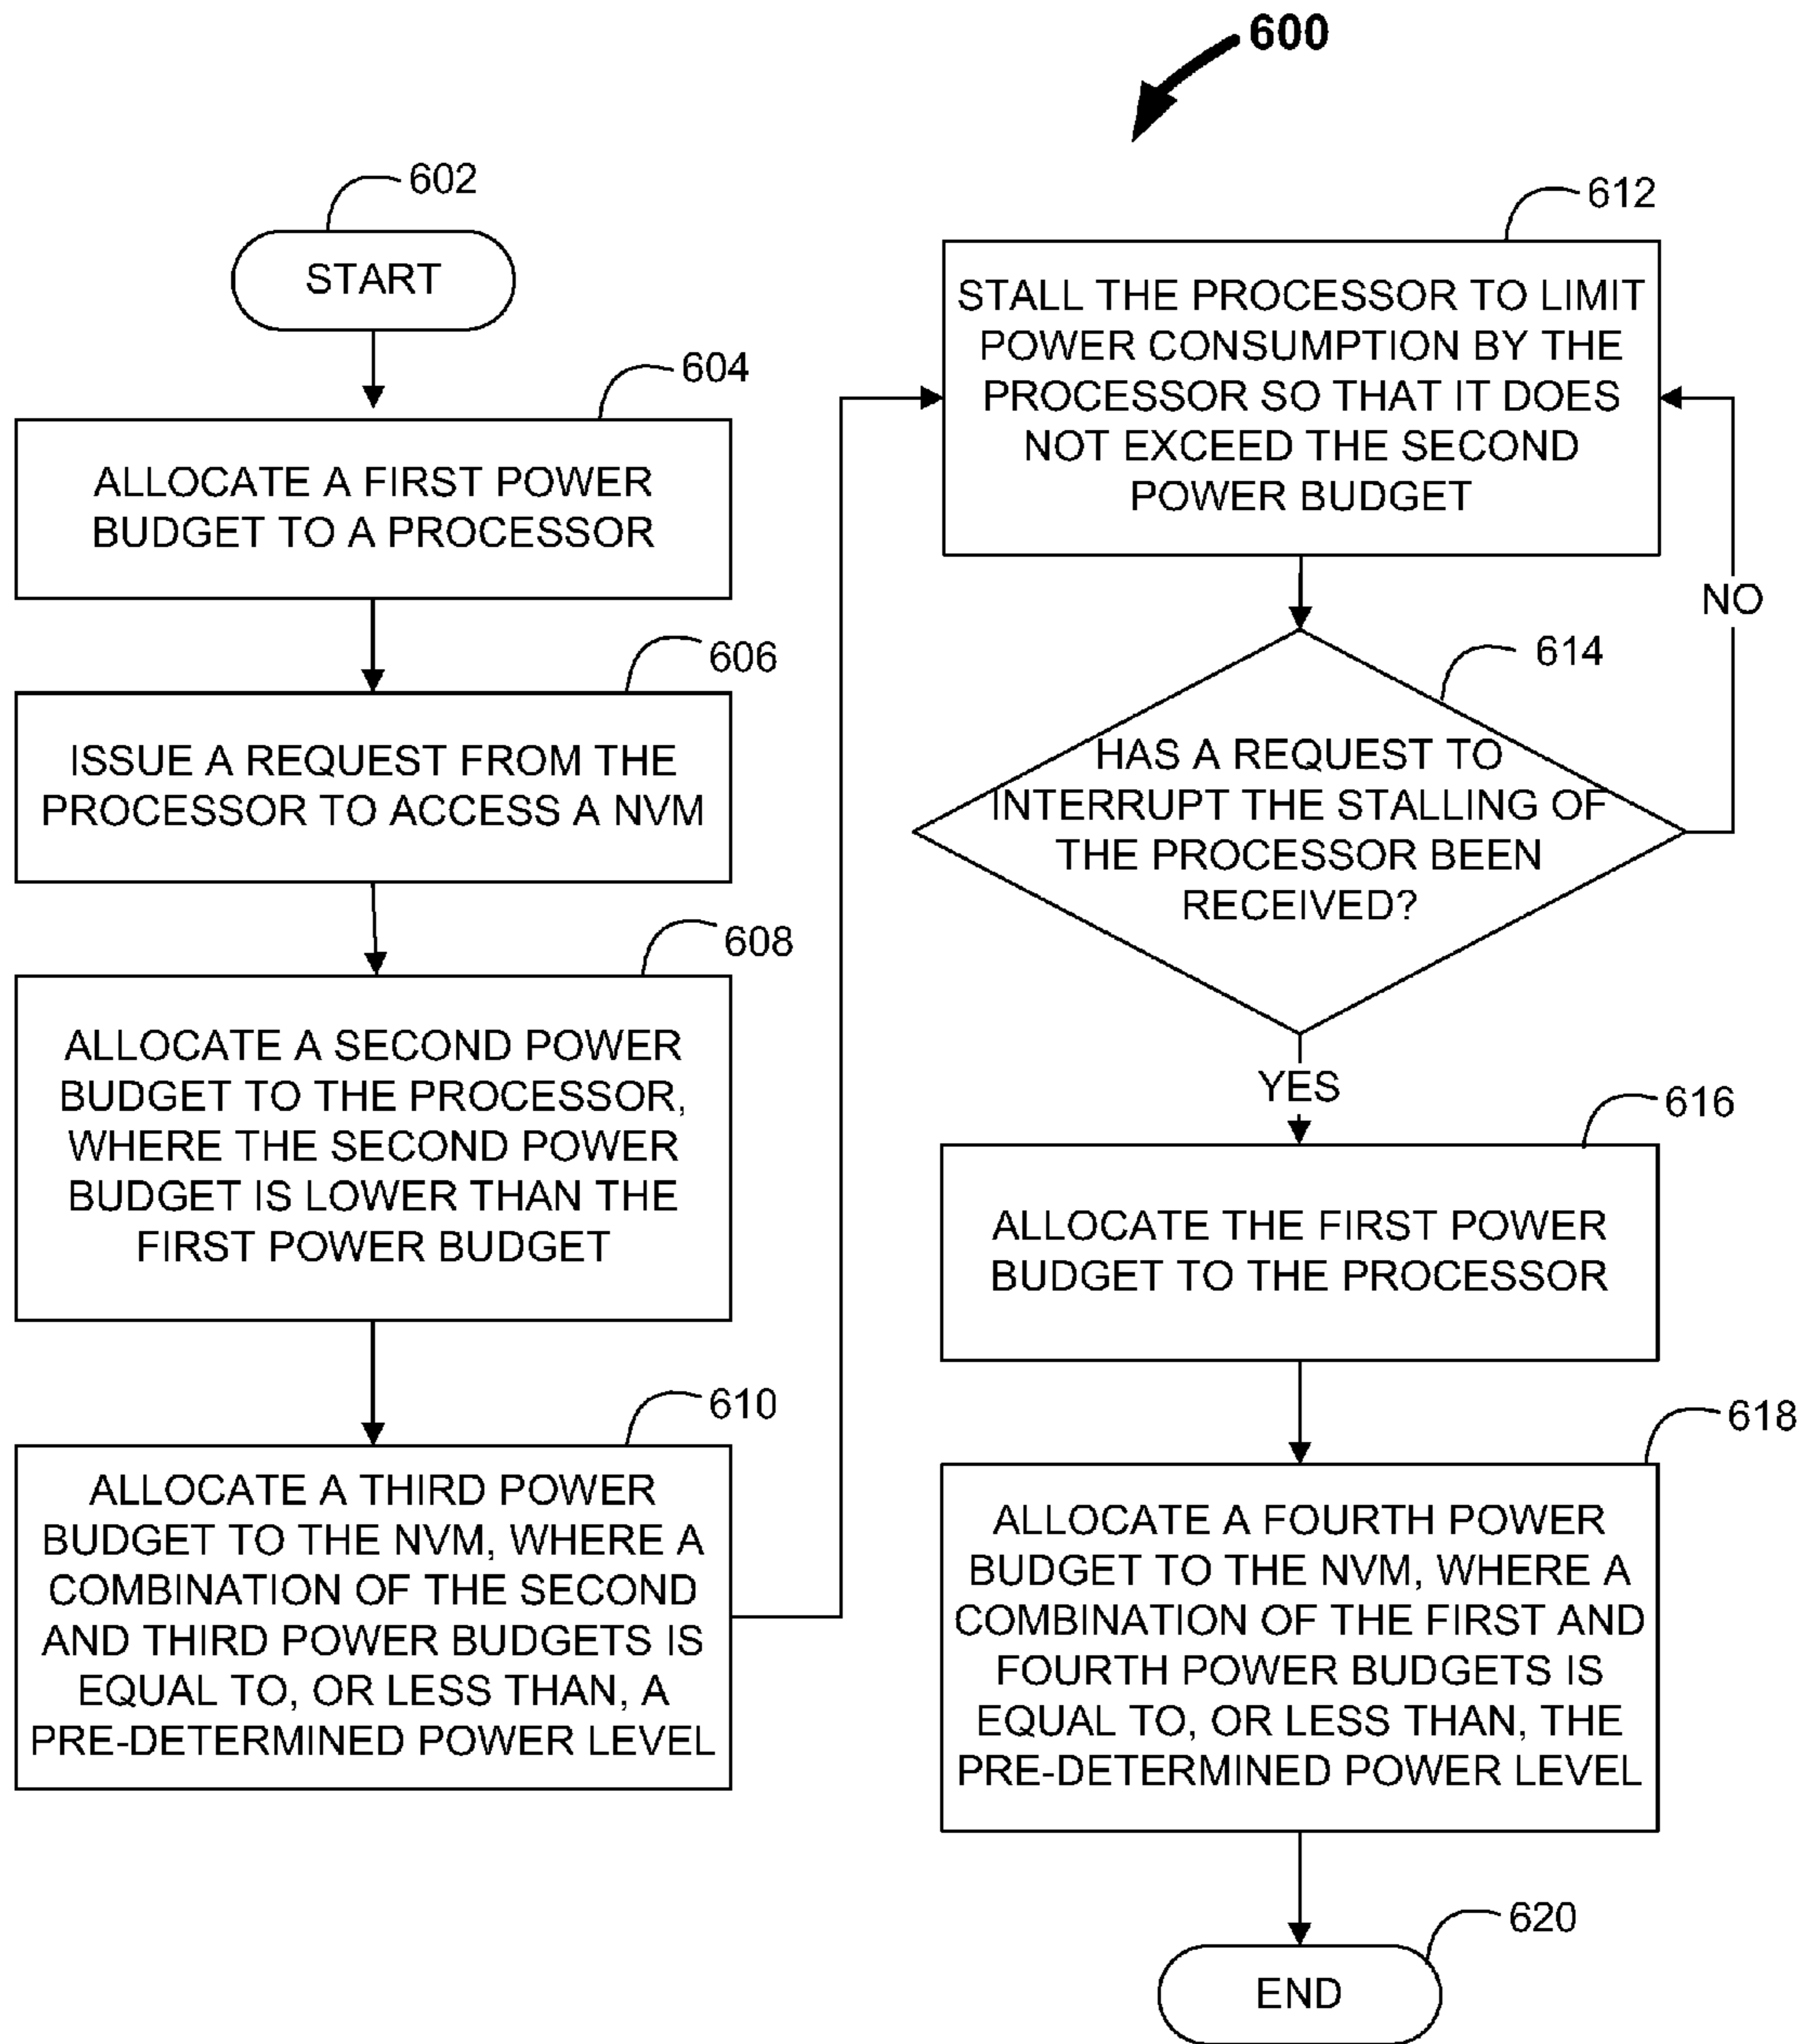 600
602
START
604
ALLOCATE A FIRST POWER
BUDGET TO A PROCESSOR
606
ISSUE A REQUEST FROM THE
PROCESSOR TO ACCESS A NVM
608
ALLOCATE A SECOND POWER
BUDGET TO THE PROCESSOR,
WHERE THE SECOND POWER
BUDGET IS LOWER THAN THE
FIRST POWER BUDGET
610
ALLOCATE A THIRD POWER
BUDGET TO THE NVM, WHERE A
COMBINATION OF THE SECOND
AND THIRD POWER BUDGETS IS
EQUAL TO, OR LESS THAN, A
PRE-DETERMINED POWER LEVEL
612
STALL THE PROCESSOR TO LIMIT
POWER CONSUMPTION BY THE
PROCESSOR SO THAT IT DOES
NOT EXCEED THE SECOND
POWER BUDGET
NO
614
HAS A REQUEST TO
INTERRUPT THE STALLING OF
THE PROCESSOR BEEN
RECEIVED?
YES
616
ALLOCATE THE FIRST POWER
BUDGET TO THE PROCESSOR
618
ALLOCATE A FOURTH POWER
BUDGET TO THE NVM, WHERE A
COMBINATION OF THE FIRST AND
FOURTH POWER BUDGETS IS
EQUAL TO, OR LESS THAN, THE
PRE-DETERMINED POWER LEVEL
620
END